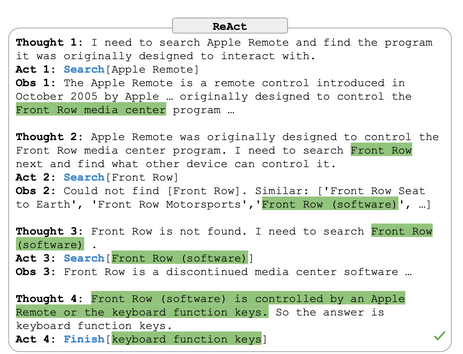 ReAct
Thought 1: I need to search Apple Remote and find the program
it was originally designed to interact with.
Act 1: Search[Apple Remote]
Obs 1: The Apple Remote is a remote control introduced in
October 2005 by Apple … originally designed to control the
Front Row media center program …
Thought 2: Apple Remote was originally designed to control the
Front Row media center program. I need to search Front Row
next and find what other device can control it.
Act 2: Search[Front Row]
Obs 2: Could not find [Front Row]. Similar: ['Front Row Seat
to Earth', 'Front Row Motorsports','Front Row (software)', …]
Thought 3: Front Row is not found. I need to search Front Row
(software) .
Act 3: Search[Front Row (software)]
Obs 3: Front Row is a discontinued media center software …
Thought 4: Front Row (software) is controlled by an Apple
Remote or the keyboard function keys. So the answer is
keyboard function keys.
Act 4: Finish[keyboard function keys]